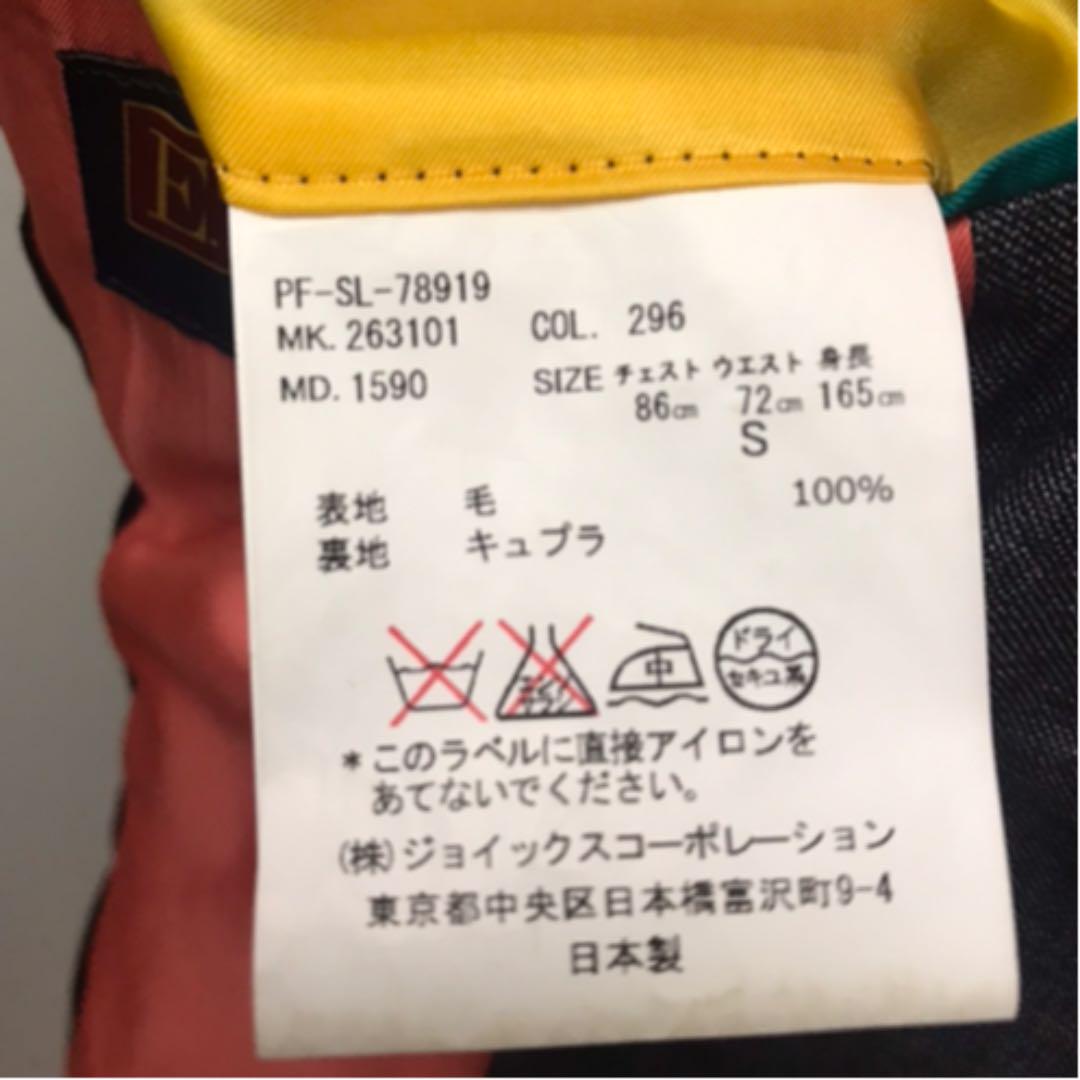 E.
PF-SL-78919
MK. 263101 COL. 296
MD. 1590 SIZE チェスト ウエスト 身長
86㎝ 72㎝ 165㎝
S
表地 毛 100%
裏地 キュプラ
中
ドライ
セキユ系
*このラベルに直接アイロンを
あてないでください。
(株)ジョイックスコーポレーション
東京都中央区日本橋富沢町9-4
日本製